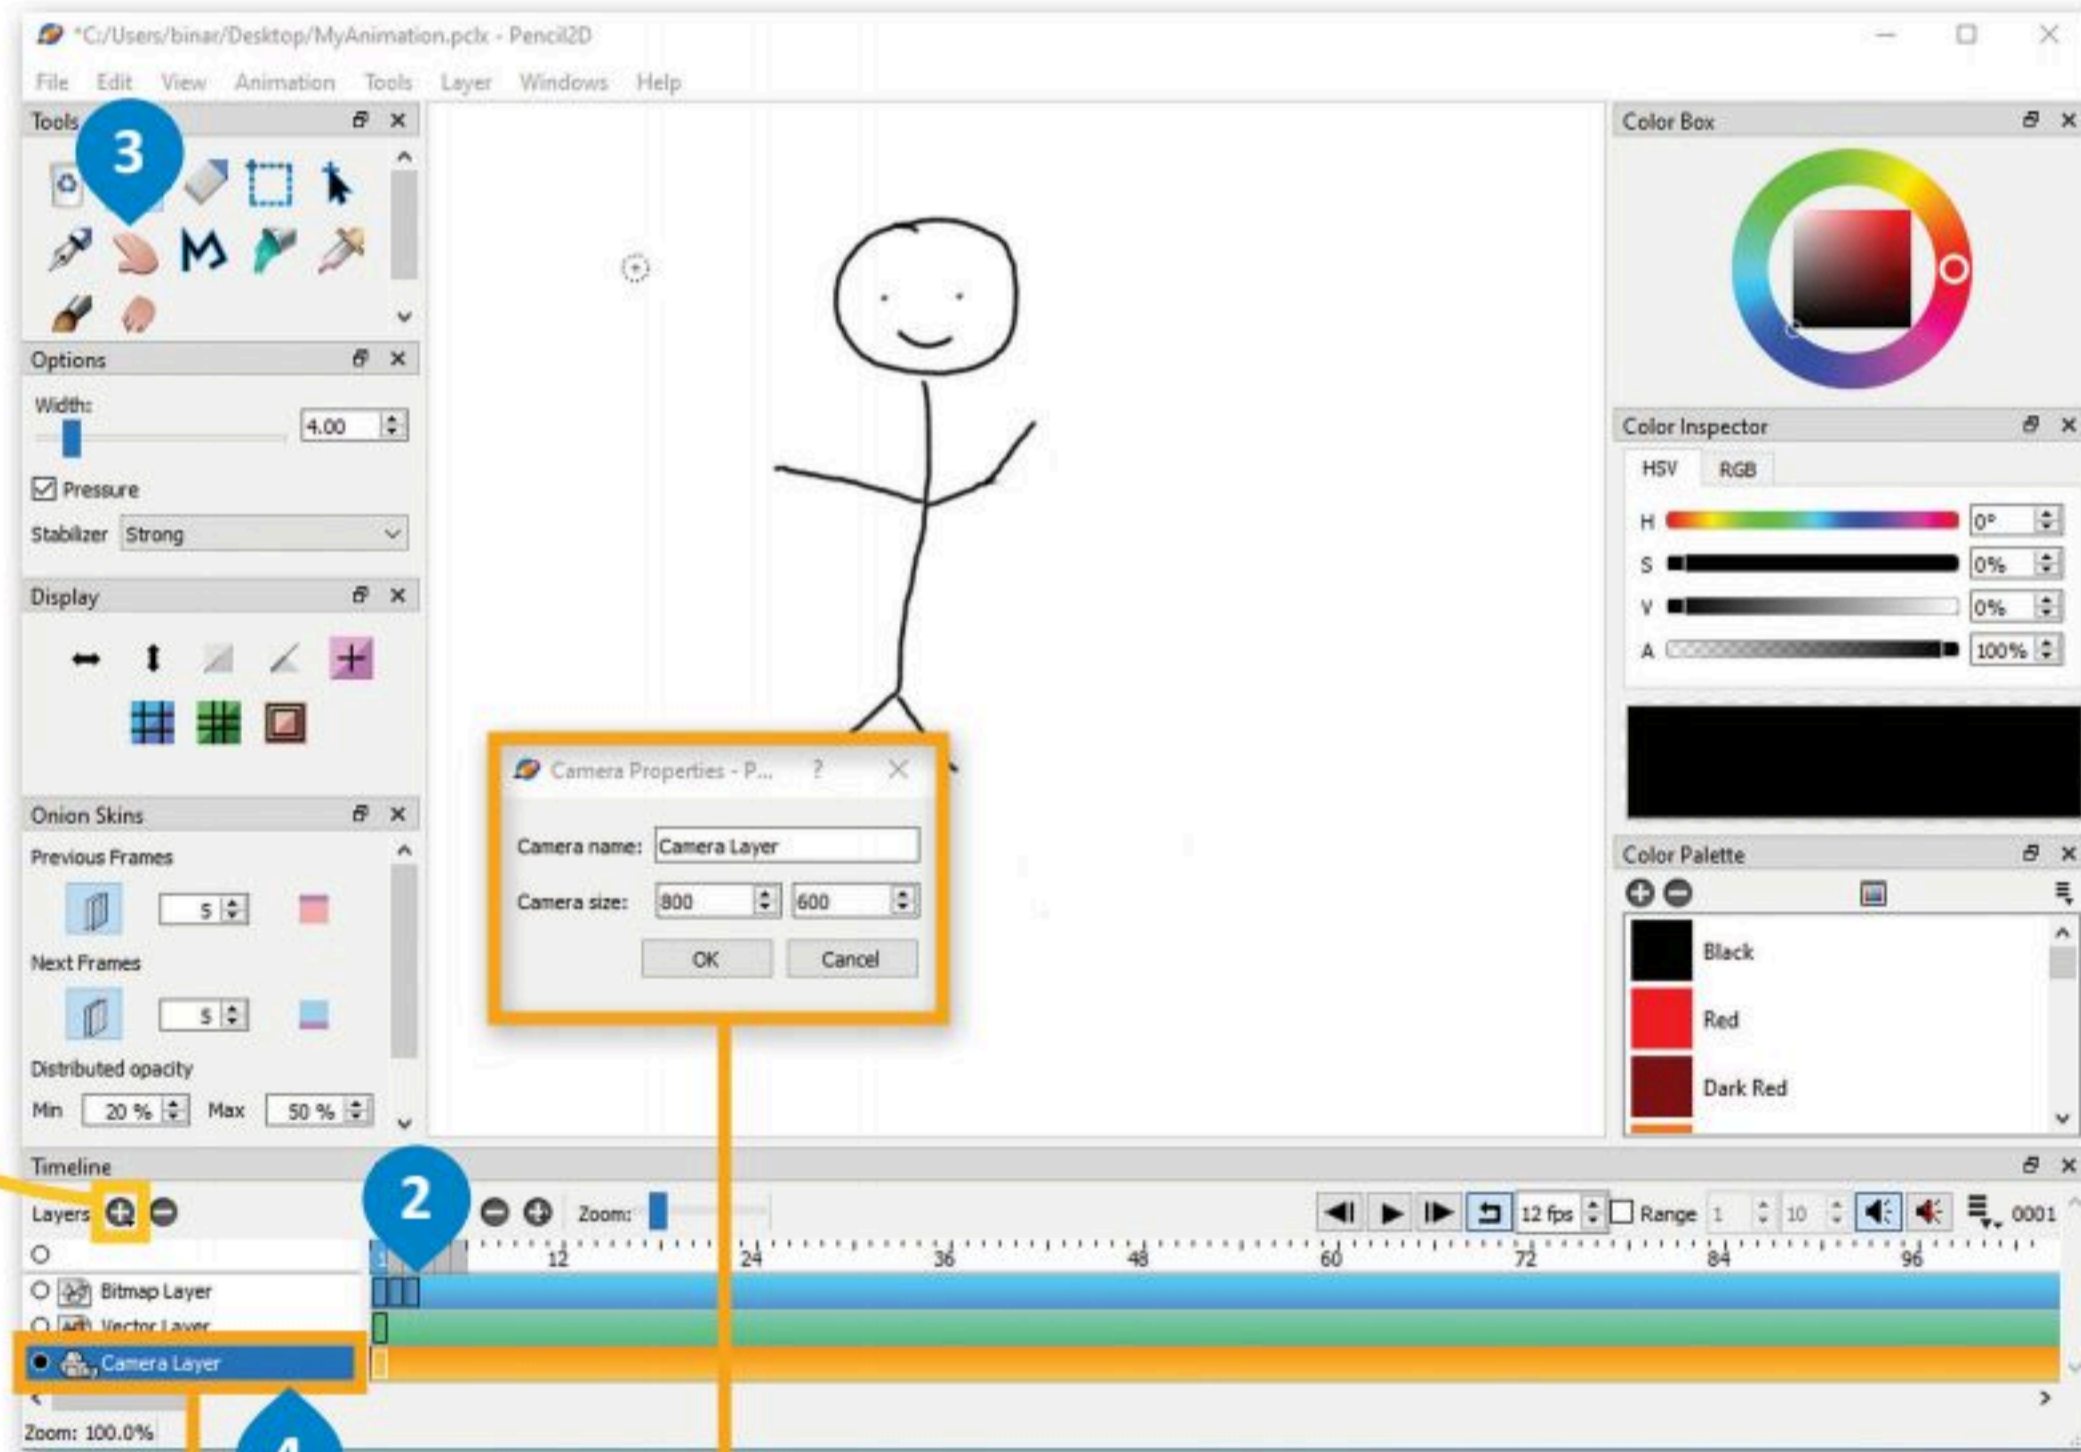 *C:/Users/binar/Desktop/MyAnimation.pclx - Pencil2D
File Edit View Animation Tools Layer Windows Help
Tools
3
Options
Width:
4.00
Pressure
Stabilizer Strong
Display
Onion Skins
Previous Frames
5
Next Frames
5
Distributed opacity
Min 20 % Max 50 %
Camera Properties - P... ?
Camera name: Camera Layer
Camera size: 800 600
OK Cancel
Color Box
Color Inspector
HSV RGB
H 0°
S 0%
V 0%
A 100%
Color Palette
Black
Red
Dark Red
Timeline
Layers: 2 Zoom: 12 fps Range 1 10 0001
1 12 24 36 48 60 72 84 96
Bitmap Layer
Vector Layer
Camera Layer
4
Zoom: 100.0%